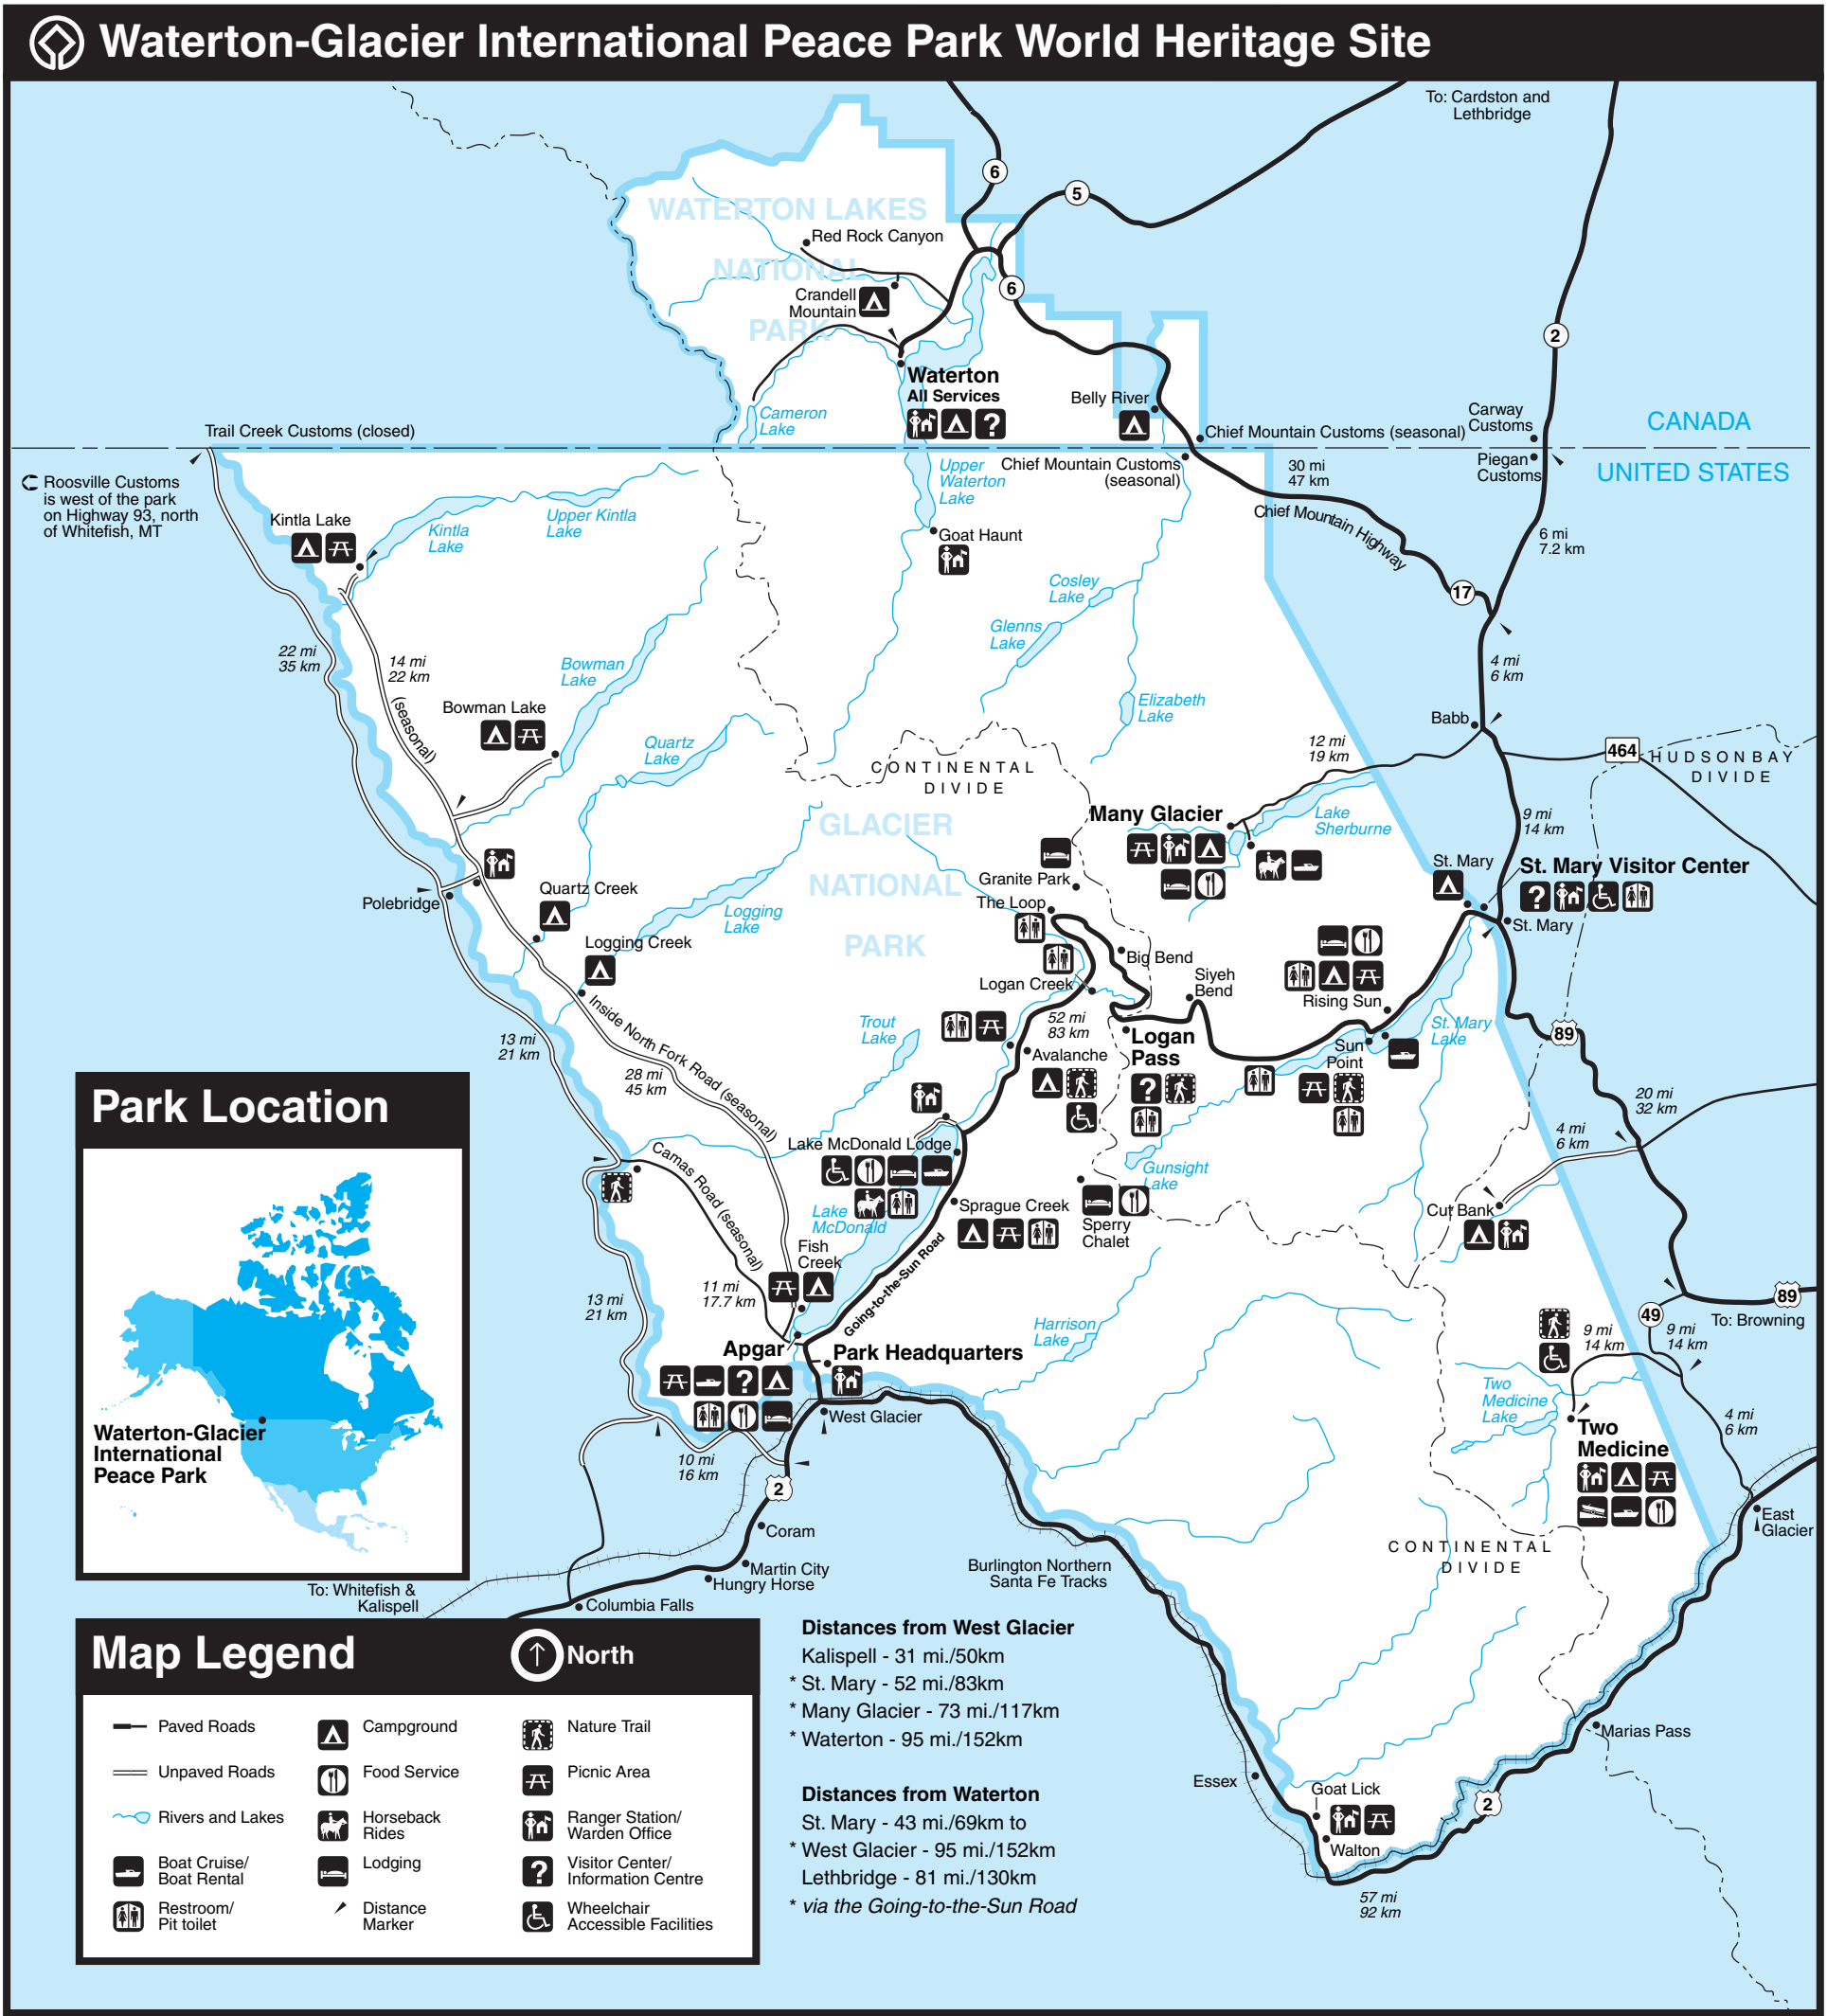 Waterton-Glacier International Peace Park World Heritage Site
To: Cardston and
Lethbridge
6
5
WATERTON LAKES
NATIONAL
PARK
Red Rock Canyon
Crandell
Mountain
6
2
Waterton
All Services
Cameron
Lake
Belly River
Carway
Customs
CANADA
Trail Creek Customs (closed)
Chief Mountain Customs (seasonal)
Chief Mountain Customs
(seasonal)
Piegan
Customs
UNITED STATES
Roosville Customs
is west of the park
on Highway 93, north
of Whitefish, MT
30 mi
47 km
Chief Mountain Highway
Upper
Waterton
Lake
Kintla Lake
Kintla
Lake
Upper Kintla
Lake
Goat Haunt
6 mi
7.2 km
17
Cosley
Lake
Glenns
Lake
22 mi
35 km
14 mi
22 km
(seasonal)
Bowman
Lake
4 mi
6 km
Bowman Lake
Elizabeth
Lake
Babb
Quartz
Lake
12 mi
19 km
464
HUDSON BAY
DIVIDE
CONTINENTAL
DIVIDE
GLACIER
NATIONAL
PARK
Many Glacier
Lake
Sherburne
9 mi
14 km
St. Mary
St. Mary Visitor Center
St. Mary
Granite Park
The Loop
Polebridge
Quartz Creek
Logging Creek
Logging
Lake
Big Bend
Logan Creek
Siyeh
Bend
Rising Sun
Inside North Fork Road (seasonal)
28 mi
45 km
13 mi
21 km
Trout
Lake
52 mi
83 km
Avalanche
Logan
Pass
Sun
Point
St. Mary
Lake
89
20 mi
32 km
4 mi
6 km
Park Location
Waterton-Glacier
International
Peace Park
Camas Road (seasonal)
Lake McDonald Lodge
Lake
McDonald
Sprague Creek
Gunsight
Lake
Sperry
Chalet
Cut Bank
Fish
Creek
Going-to-the-Sun Road
11 mi
17.7 km
13 mi
21 km
Harrison
Lake
89
49
To: Browning
9 mi
14 km
9 mi
14 km
Apgar
Park Headquarters
West Glacier
Two
Medicine
Lake
Two
Medicine
4 mi
6 km
10 mi
16 km
2
East
Glacier
Coram
Martin City
Hungry Horse
Columbia Falls
To: Whitefish &
Kalispell
Burlington Northern
Santa Fe Tracks
CONTINENTAL
DIVIDE
Marias Pass
Essex
Goat Lick
Walton
2
57 mi
92 km
Map Legend
North
Paved Roads
Unpaved Roads
Rivers and Lakes
Boat Cruise/
Boat Rental
Restroom/
Pit toilet
Campground
Food Service
Horseback
Rides
Lodging
Distance
Marker
Nature Trail
Picnic Area
Ranger Station/
Warden Office
Visitor Center/
Information Centre
Wheelchair
Accessible Facilities
Distances from West Glacier
Kalispell - 31 mi./50km
* St. Mary - 52 mi./83km
* Many Glacier - 73 mi./117km
* Waterton - 95 mi./152km
Distances from Waterton
St. Mary - 43 mi./69km to
* West Glacier - 95 mi./152km
Lethbridge - 81 mi./130km
* via the Going-to-the-Sun Road